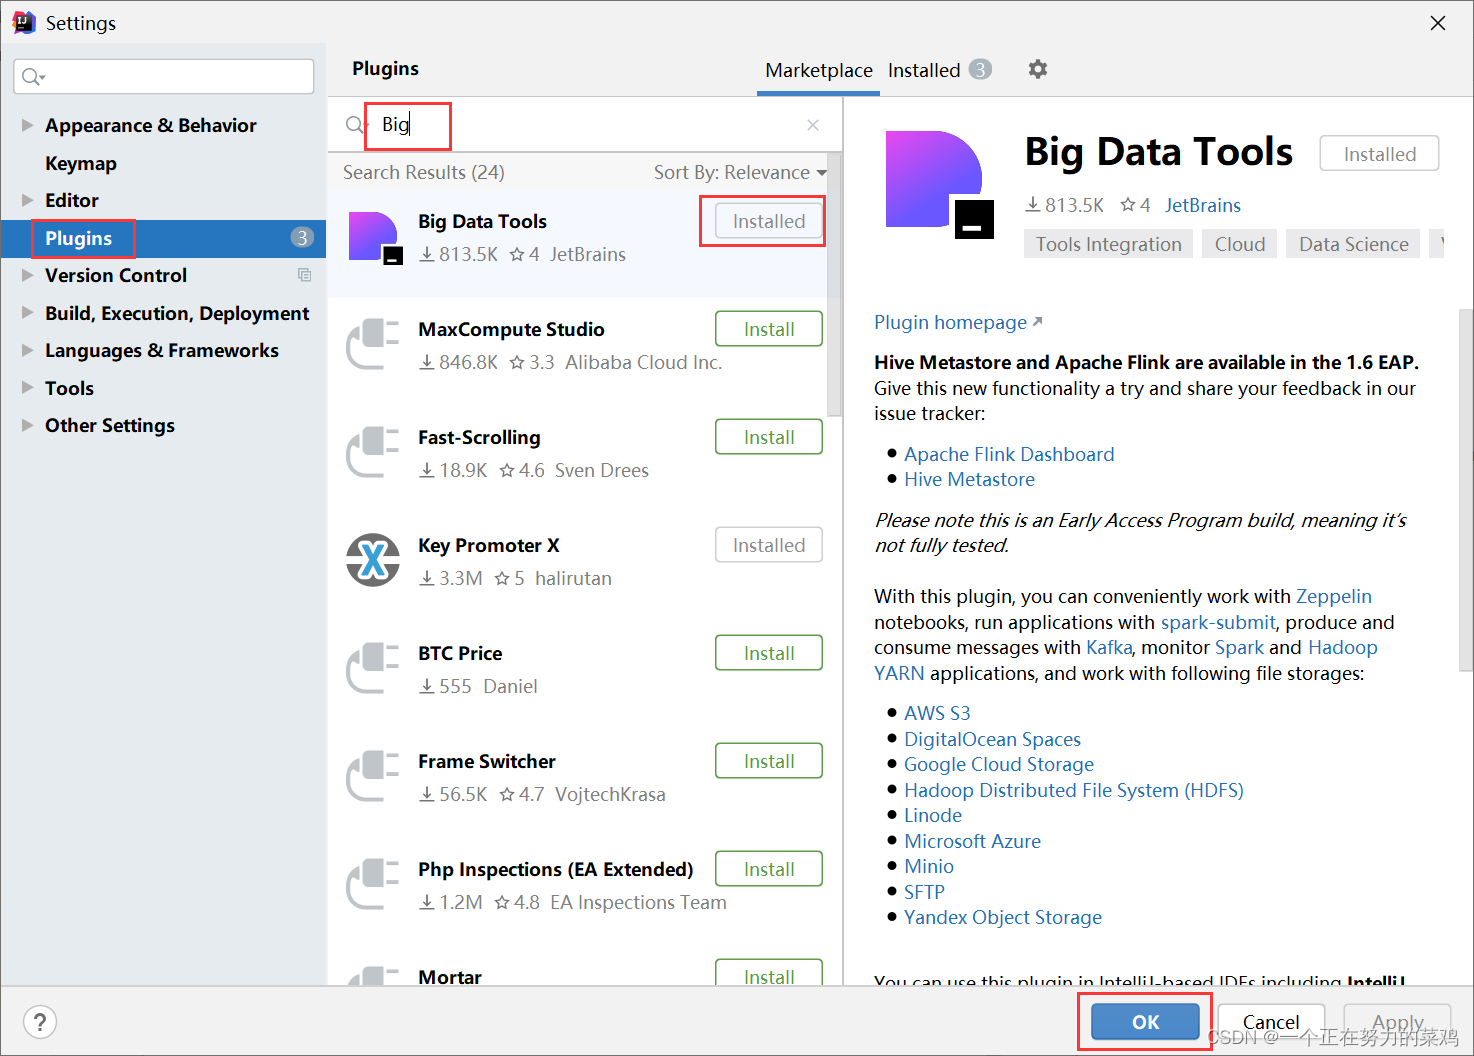 Settings
Plugins
Marketplace
Installed 3
Appearance & Behavior
Keymap
Editor
Plugins 3
Version Control
Build, Execution, Deployment
Languages & Frameworks
Tools
Other Settings
Big
Search Results (24)
Sort By: Relevance
Big Data Tools
Installed
813.5K 4 JetBrains
MaxCompute Studio
Install
846.8K 3.3 Alibaba Cloud Inc.
Fast-Scrolling
Install
18.9K 4.6 Sven Drees
Key Promoter X
Installed
3.3M 5 halirutan
BTC Price
Install
555 Daniel
Frame Switcher
Install
56.5K 4.7 VojtechKrasa
Php Inspections (EA Extended)
Install
1.2M 4.8 EA Inspections Team
Mortar
Install
Big Data Tools
Installed
813.5K 4 JetBrains
Tools Integration Cloud Data Science
Plugin homepage
Hive Metastore and Apache Flink are available in the 1.6 EAP.
Give this new functionality a try and share your feedback in our
issue tracker:
Apache Flink Dashboard
Hive Metastore
Please note this is an Early Access Program build, meaning it's
not fully tested.
With this plugin, you can conveniently work with Zeppelin
notebooks, run applications with spark-submit, produce and
consume messages with Kafka, monitor Spark and Hadoop
YARN applications, and work with following file storages:
AWS S3
DigitalOcean Spaces
Google Cloud Storage
Hadoop Distributed File System (HDFS)
Linode
Microsoft Azure
Minio
SFTP
Yandex Object Storage
You can use this plugin in IntelliJ-based IDEs including IntelliJ
?
OK
Cancel
Apply
CSDN @一个正在努力的菜鸡